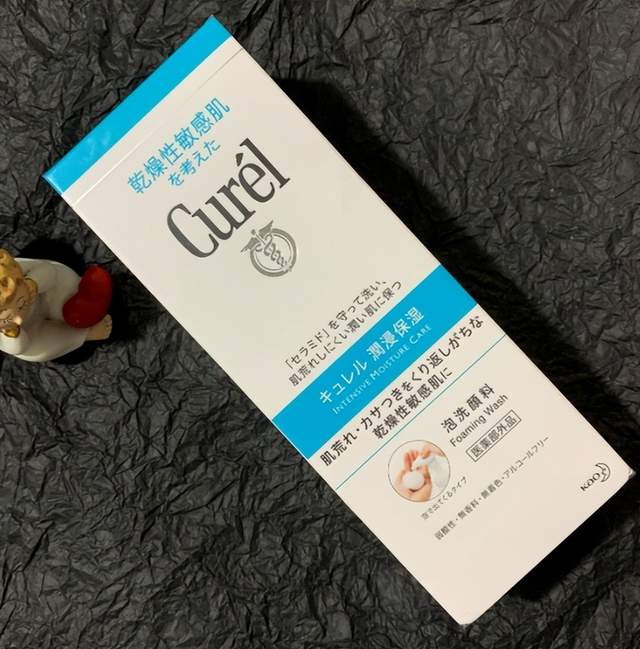 乾燥性敏感肌
を考えた
Curél
「セラミド」を守って洗い、
肌荒れしにくい潤い肌に保つ
キュレル 潤浸保湿
INTENSIVE MOISTURE CARE
肌荒れ・カサつきをくり返しがちな
乾燥性敏感肌に
泡洗顔料
Foaming Wash
医薬部外品
泡で出てくるタイプ
弱酸性・無香料・無着色・アルコールフリー
Kao